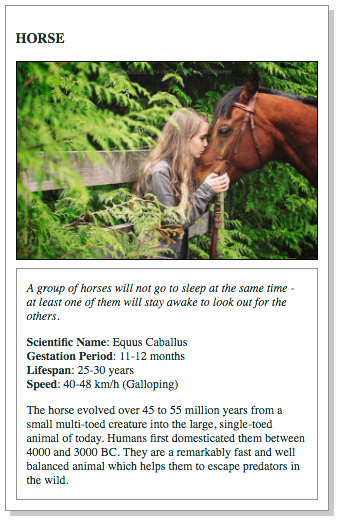 HORSE
A group of horses will not go to sleep at the same time -
at least one of them will stay awake to look out for the
others.
Scientific Name: Equus Caballus
Gestation Period: 11-12 months
Lifespan: 25-30 years
Speed: 40-48 km/h (Galloping)
The horse evolved over 45 to 55 million years from a
small multi-toed creature into the large, single-toed
animal of today. Humans first domesticated them between
4000 and 3000 BC. They are a remarkably fast and well
balanced animal which helps them to escape predators in
the wild.